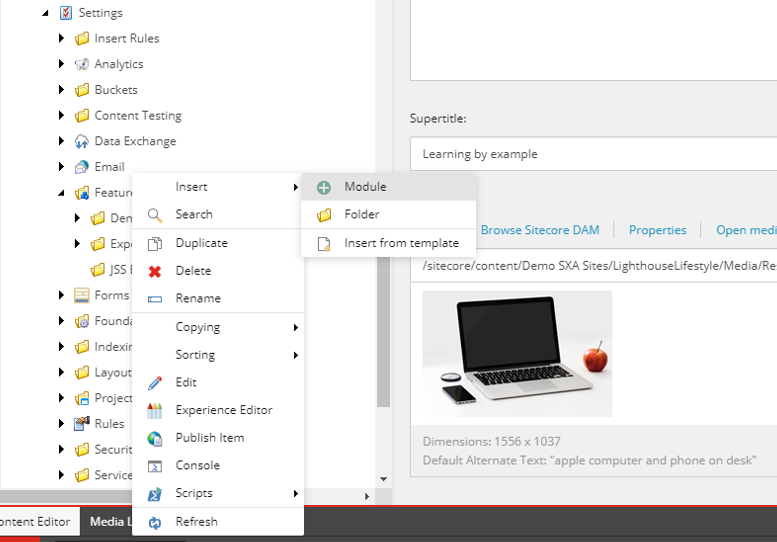 Settings
Insert Rules
Analytics
Buckets
Content Testing
Data Exchange
Email
Featur
Dem
Expe
JSS E
Forms
Founda
Indexin
Layout
Project
Rules
Securit
Service
Insert
Search
Duplicate
Delete
Rename
Copying
Sorting
Edit
Experience Editor
Publish Item
Console
Scripts
Refresh
Module
Folder
Insert from template
Supertitle:
Learning by example
Browse Sitecore DAM
Properties
Open medi
/sitecore/content/Demo SXA Sites/LighthouseLifestyle/Media/Res
Dimensions: 1556 x 1037
Default Alternate Text: "apple computer and phone on desk"
ontent Editor
Media L